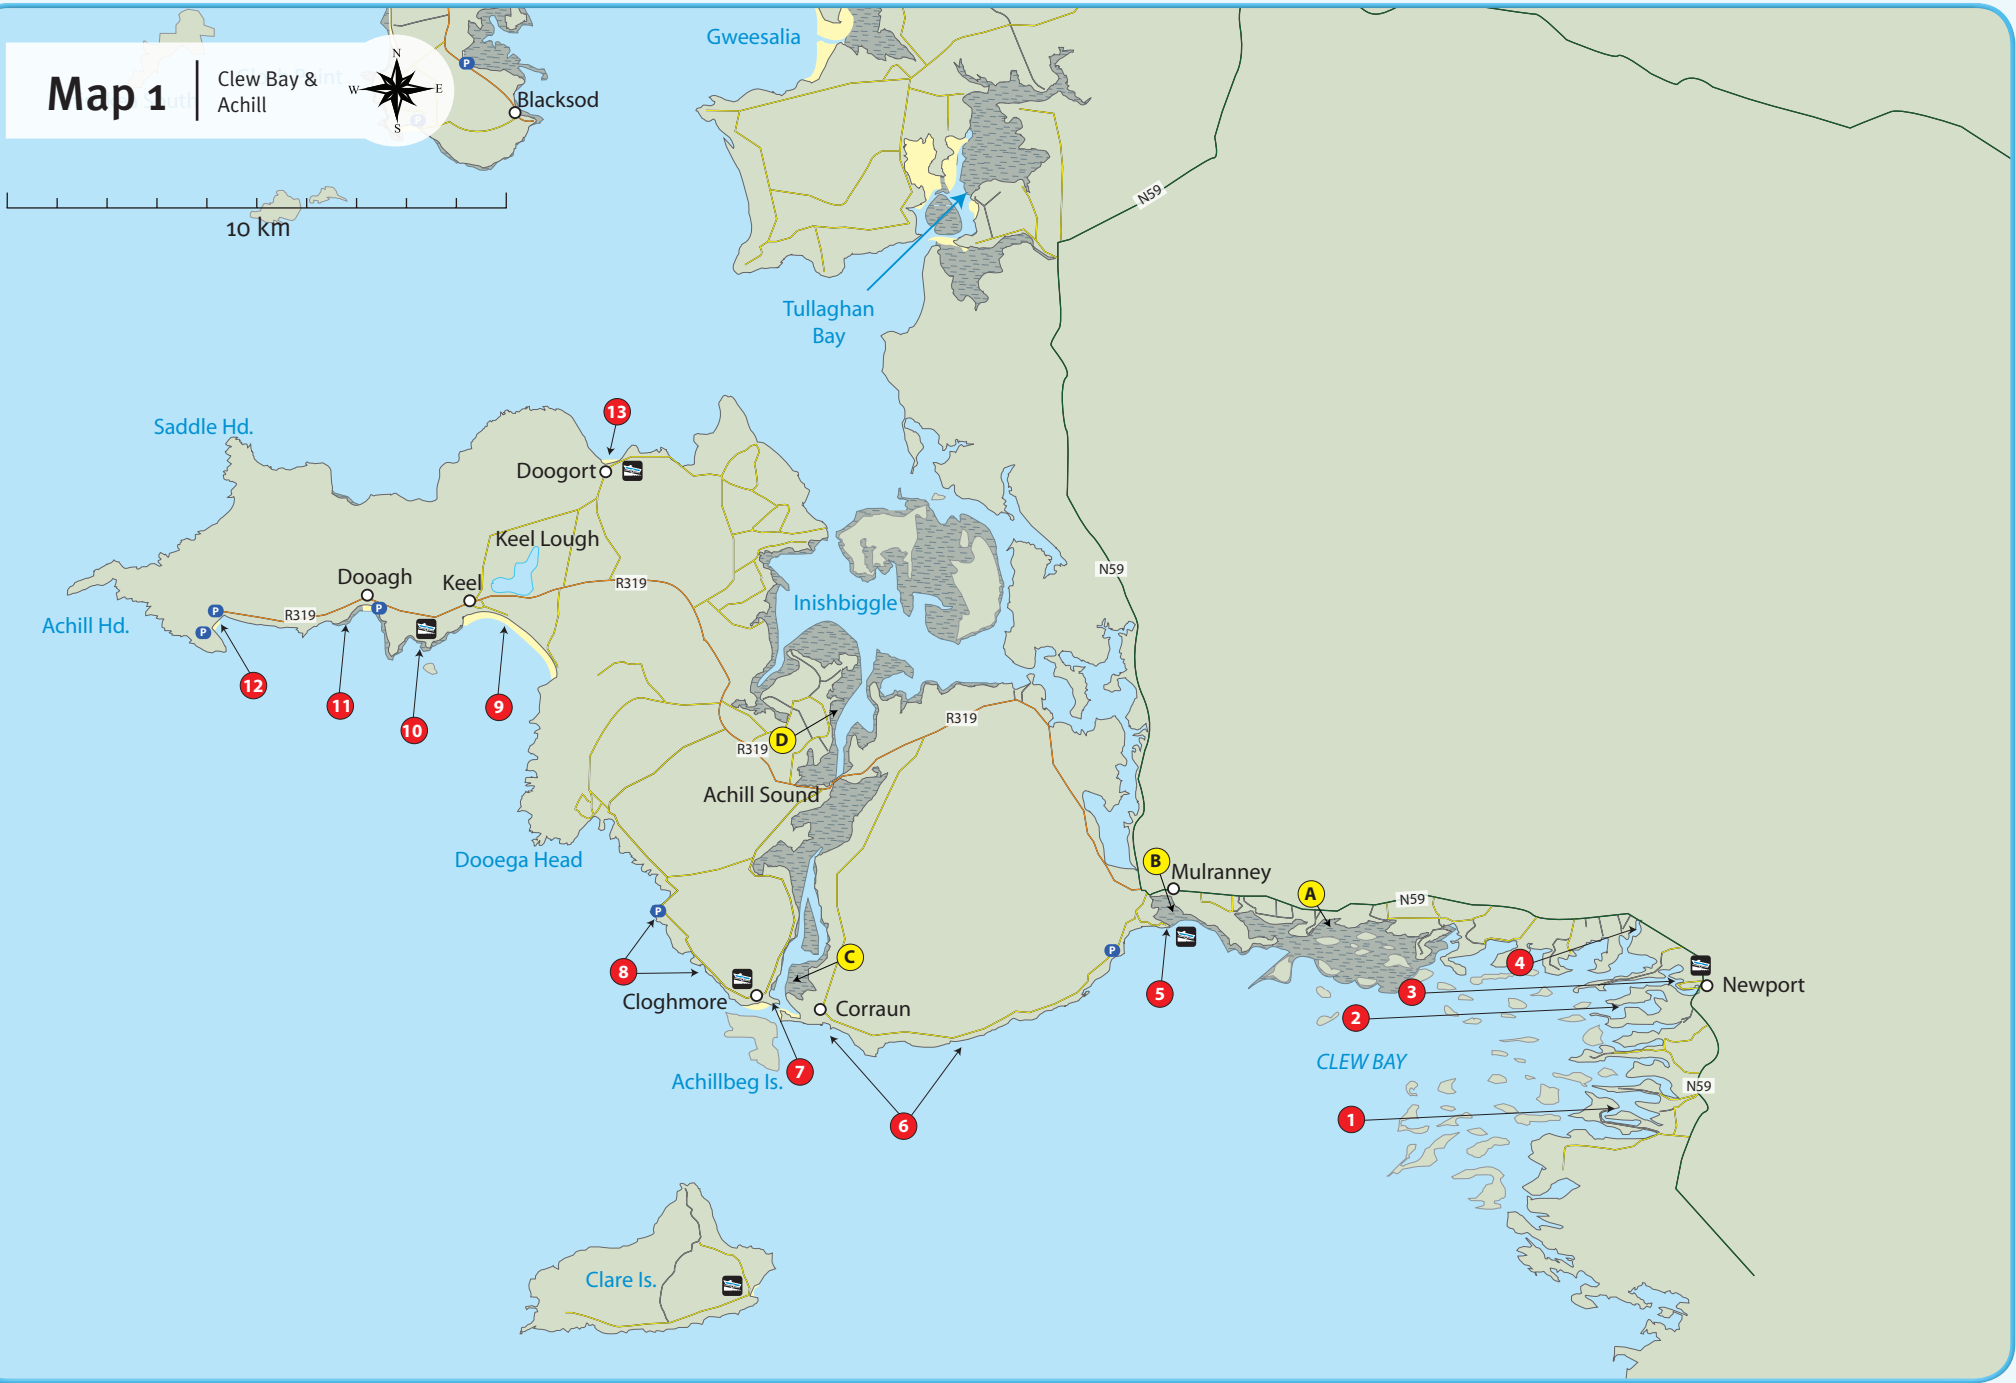 Map 1
Clew Bay &
Achill
N
W
E
S
10 km
P
Blacksod
P
Gweesalia
N59
Tullaghan
Bay
Saddle Hd.
13
Doogort
Keel Lough
Dooagh
Keel
R319
N59
Inishbiggle
P
R319
P
Achill Hd.
P
12
11
10
9
R319
D
R319
Achill Sound
Dooega Head
B
Mulranney
A
N59
P
8
C
P
5
4
Newport
3
2
Cloghmore
Corraun
CLEW BAY
Achillbeg Is.
7
N59
6
1
Clare Is.